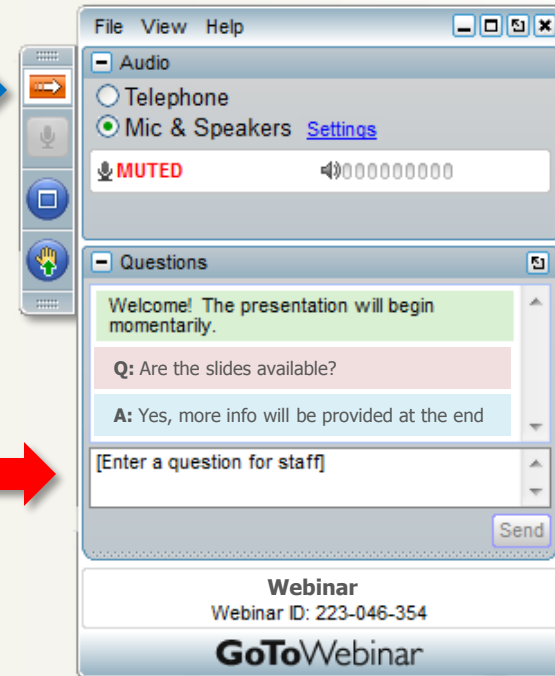 File View Help
Audio
Telephone
Mic & Speakers Settings
MUTED 000000000
Questions
Welcome! The presentation will begin
momentarily.
Q: Are the slides available?
A: Yes, more info will be provided at the end
[Enter a question for staff]
Send
Webinar
Webinar ID: 223-046-354
GoToWebinar